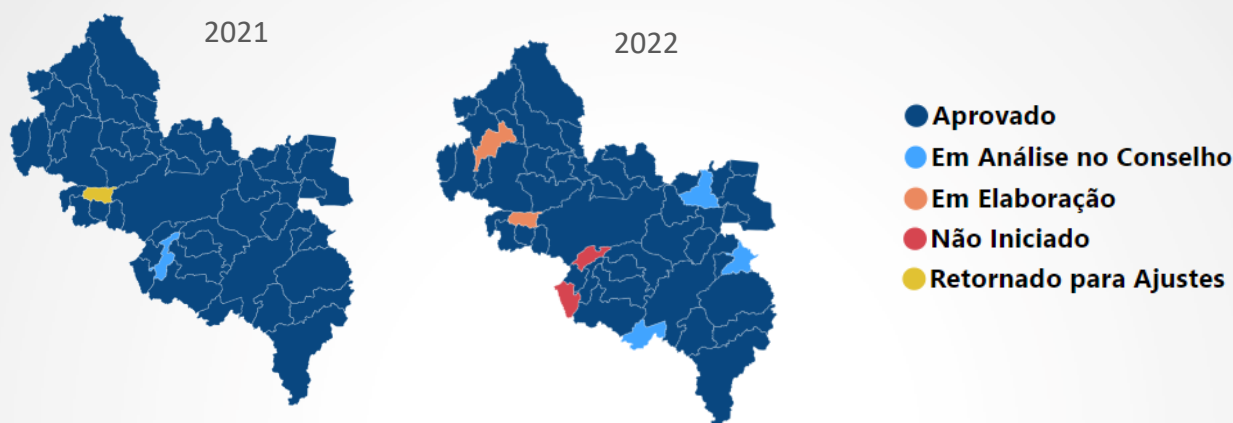 2021
2022
Aprovado
Em Análise no Conselho
Em Elaboração
Não Iniciado
Retornado para Ajustes